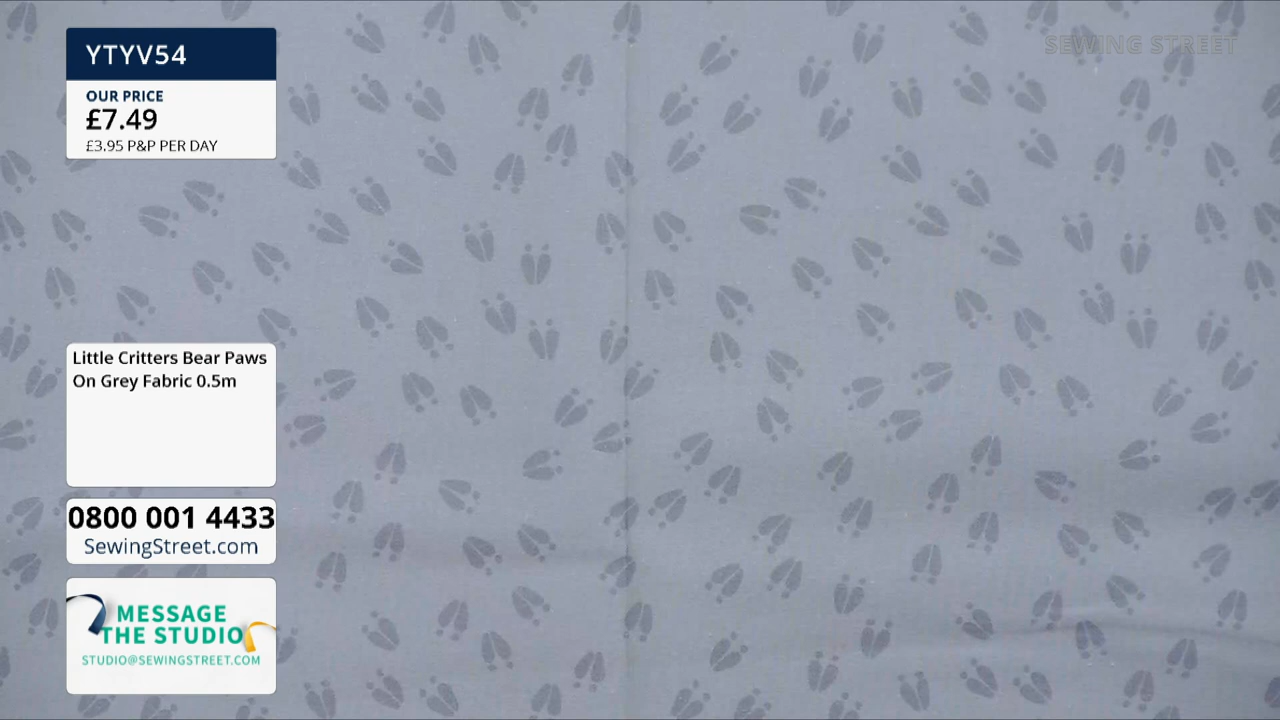 YTYV54
SEWING STREET
OUR PRICE
£7.49
£3.95 P&P PER DAY
Little Critters Bear Paws
On Grey Fabric 0.5m
0800 001 4433
SewingStreet.com
MESSAGE
THE STUDIO
STUDIO@SEWINGSTREET.COM